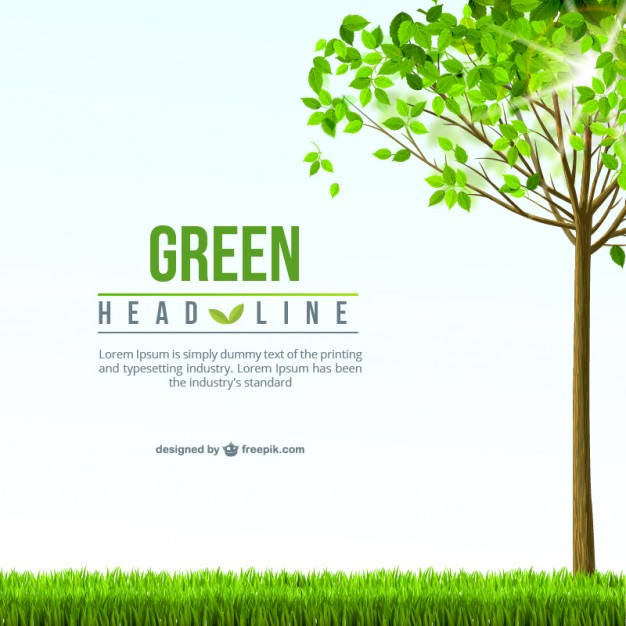 GREEN
HEAD LINE
Lorem Ipsum is simply dummy text of the printing
and typesetting industry. Lorem Ipsum has been
the industry's standard
designed by freepik.com